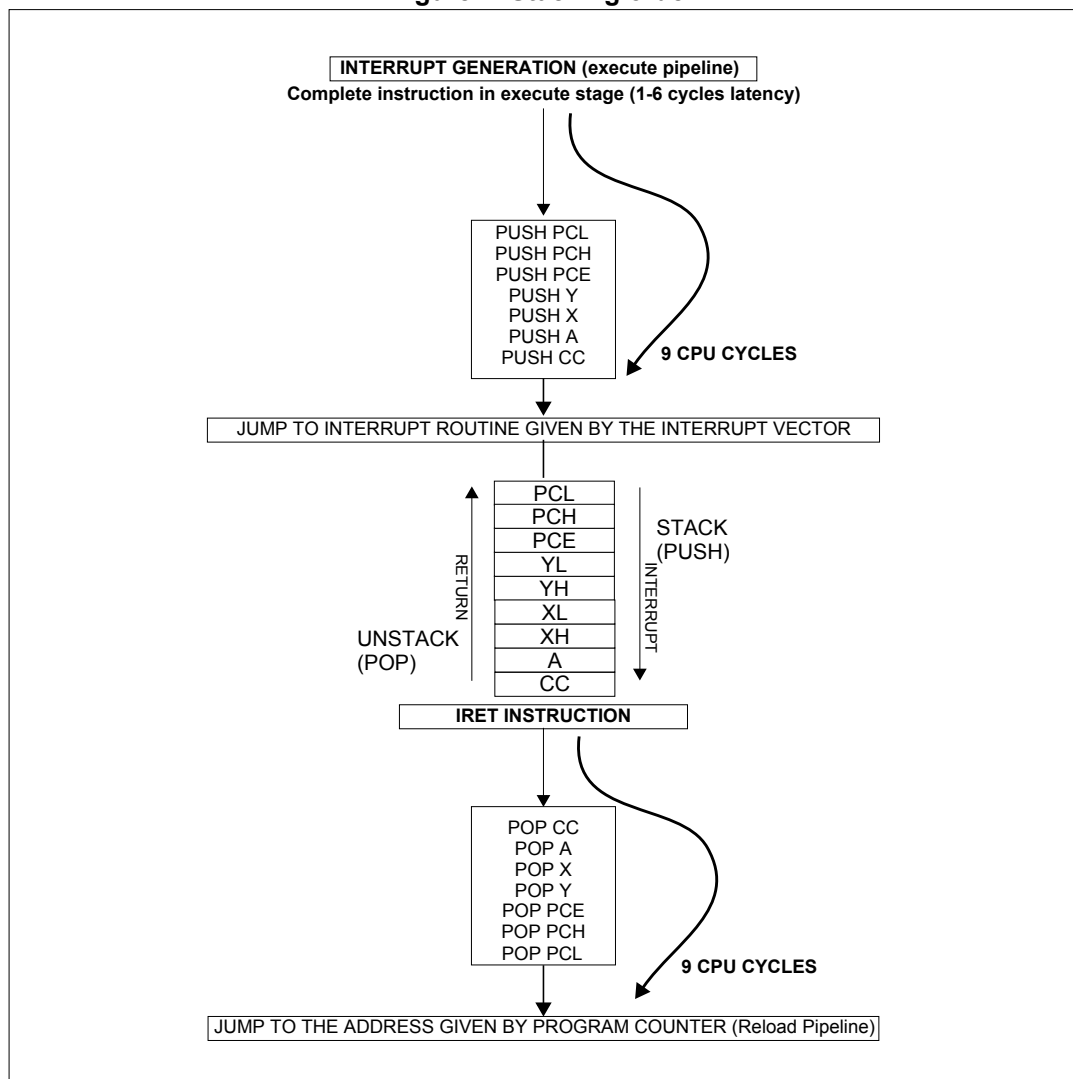 INTERRUPT GENERATION (execute pipeline)
Complete instruction in execute stage (1-6 cycles latency)
PUSH PCL
PUSH PCH
PUSH PCE
PUSH Y
PUSH X
PUSH A
PUSH CC
9 CPU CYCLES
JUMP TO INTERRUPT ROUTINE GIVEN BY THE INTERRUPT VECTOR
PCL
PCH
PCE
YL
YH
XL
XH
A
CC
RETURN
UNSTACK
(POP)
STACK
(PUSH)
INTERRUPT
IRET INSTRUCTION
POP CC
POP A
POP X
POP Y
POP PCE
POP PCH
POP PCL
9 CPU CYCLES
JUMP TO THE ADDRESS GIVEN BY PROGRAM COUNTER (Reload Pipeline)